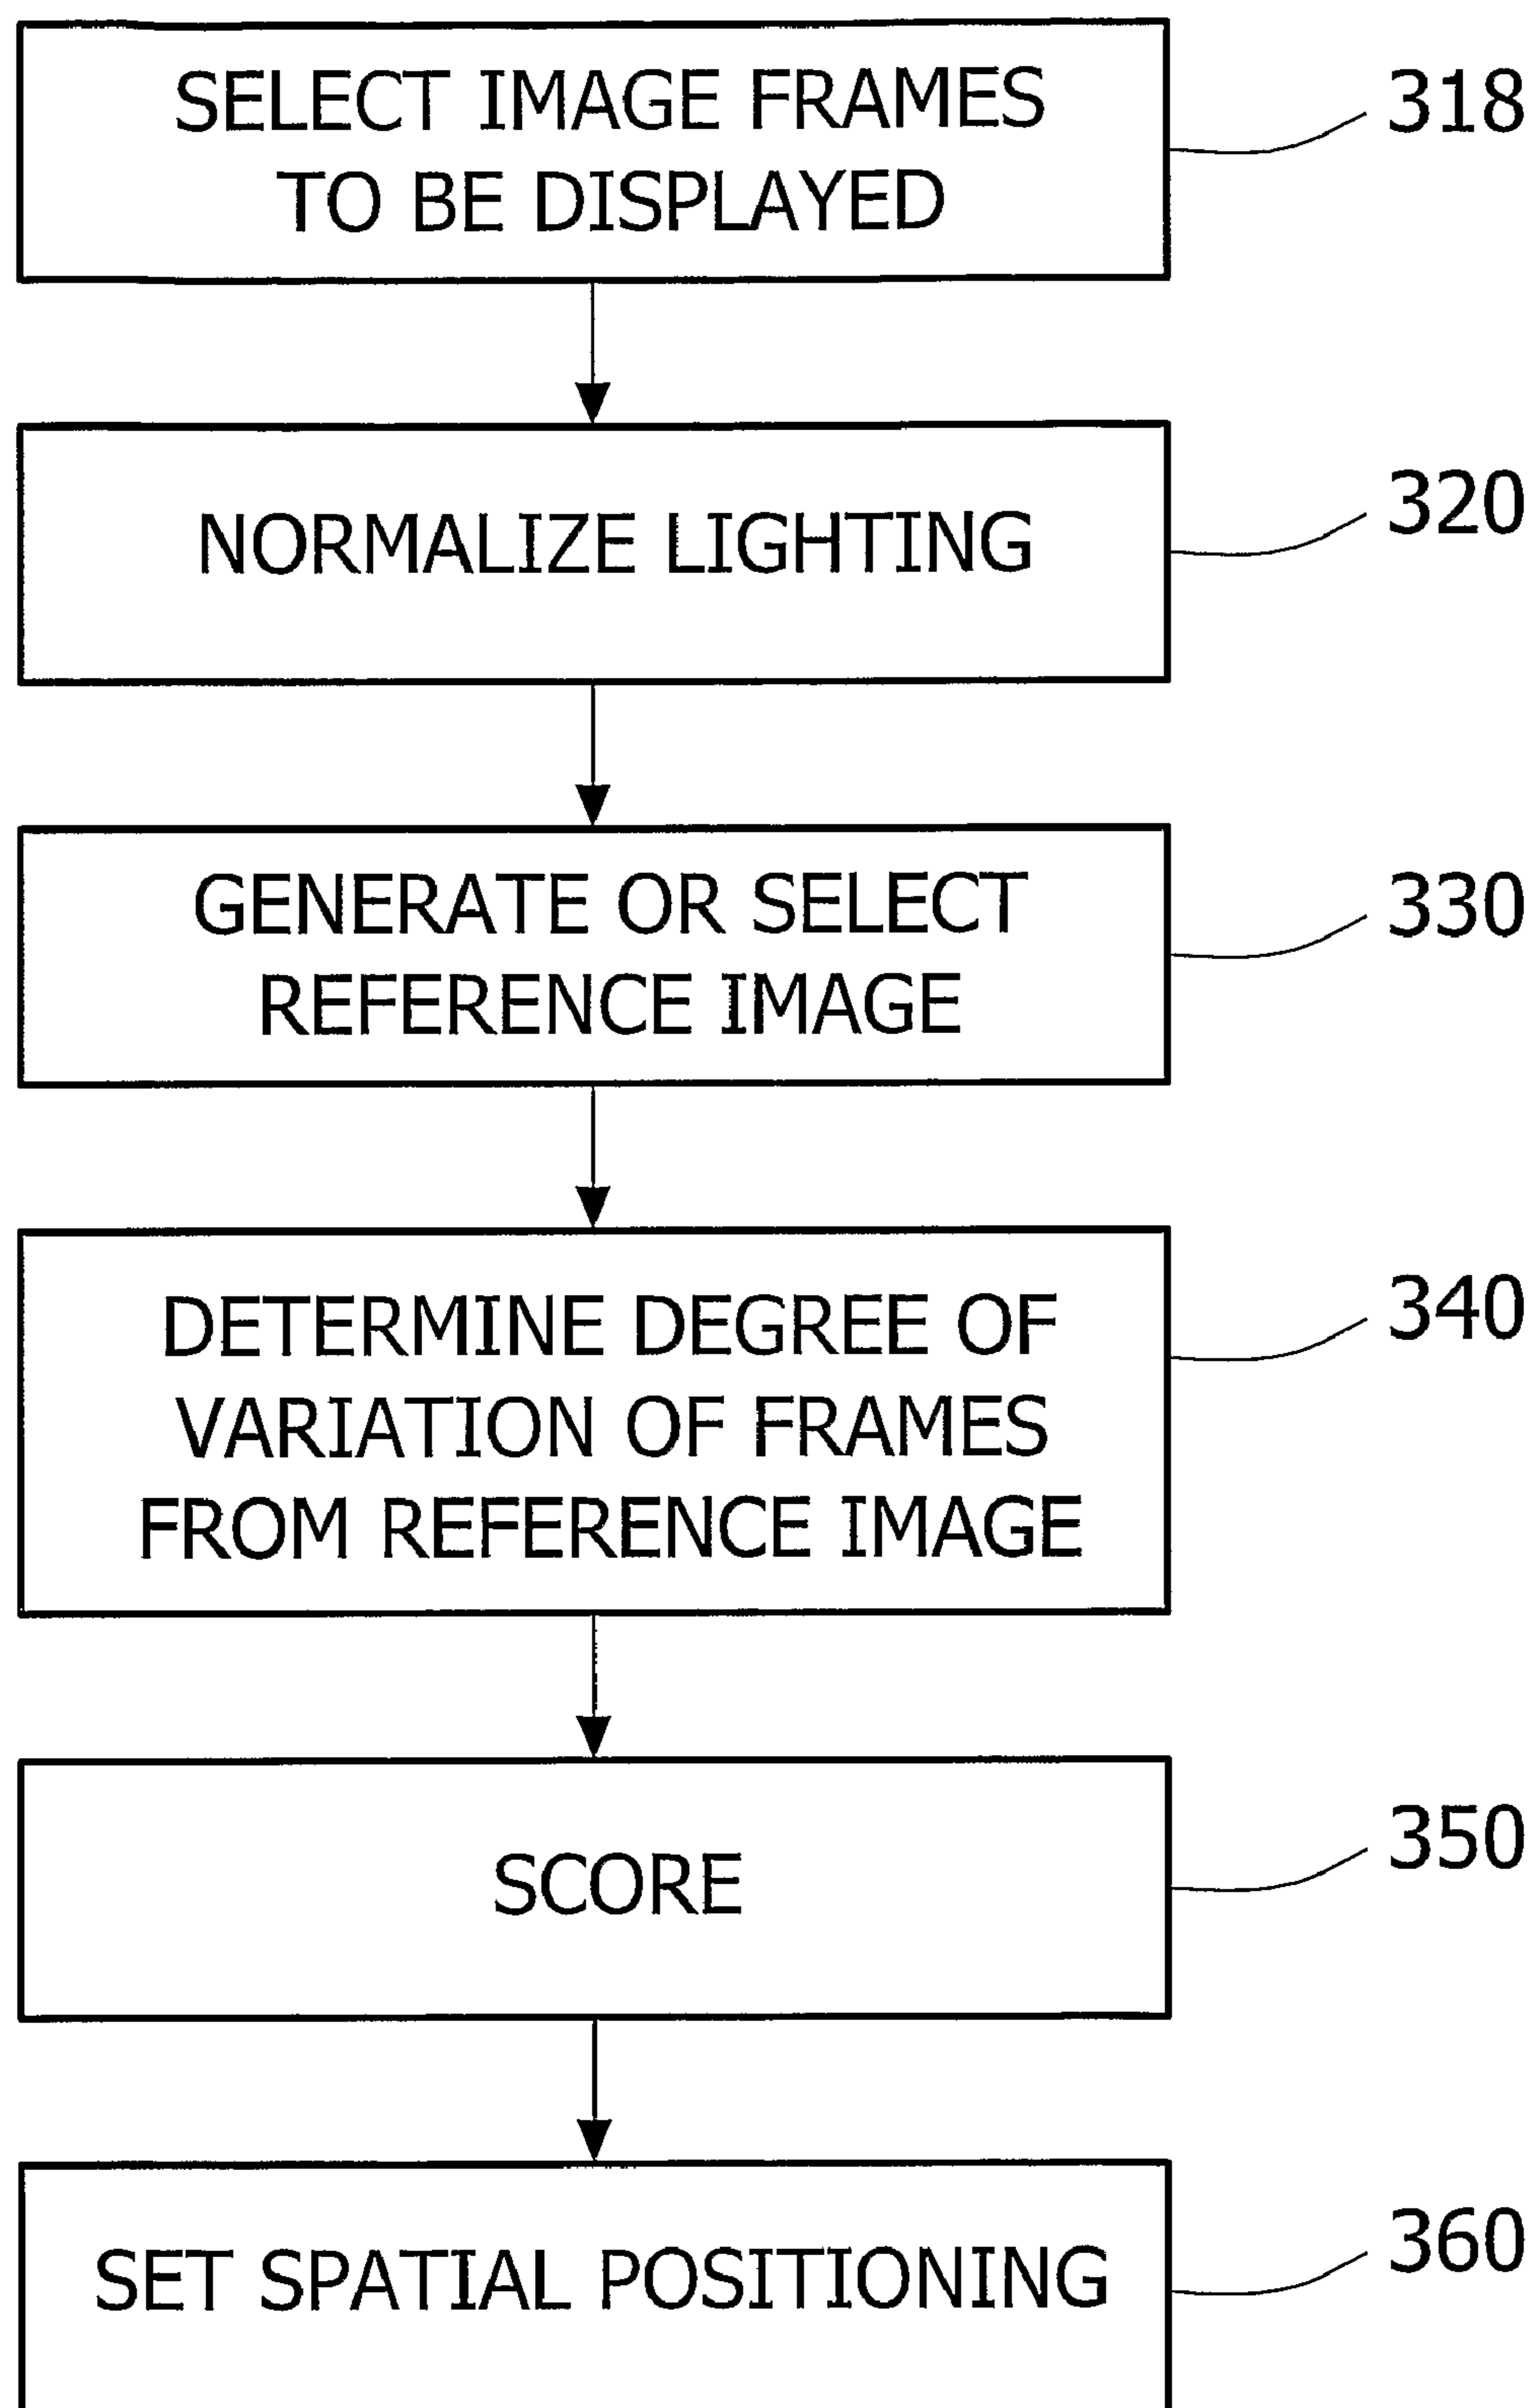 SELECT IMAGE FRAMES
TO BE DISPLAYED
318
NORMALIZE LIGHTING
320
GENERATE OR SELECT
REFERENCE IMAGE
330
DETERMINE DEGREE OF
VARIATION OF FRAMES
FROM REFERENCE IMAGE
340
SCORE
350
SET SPATIAL POSITIONING
360